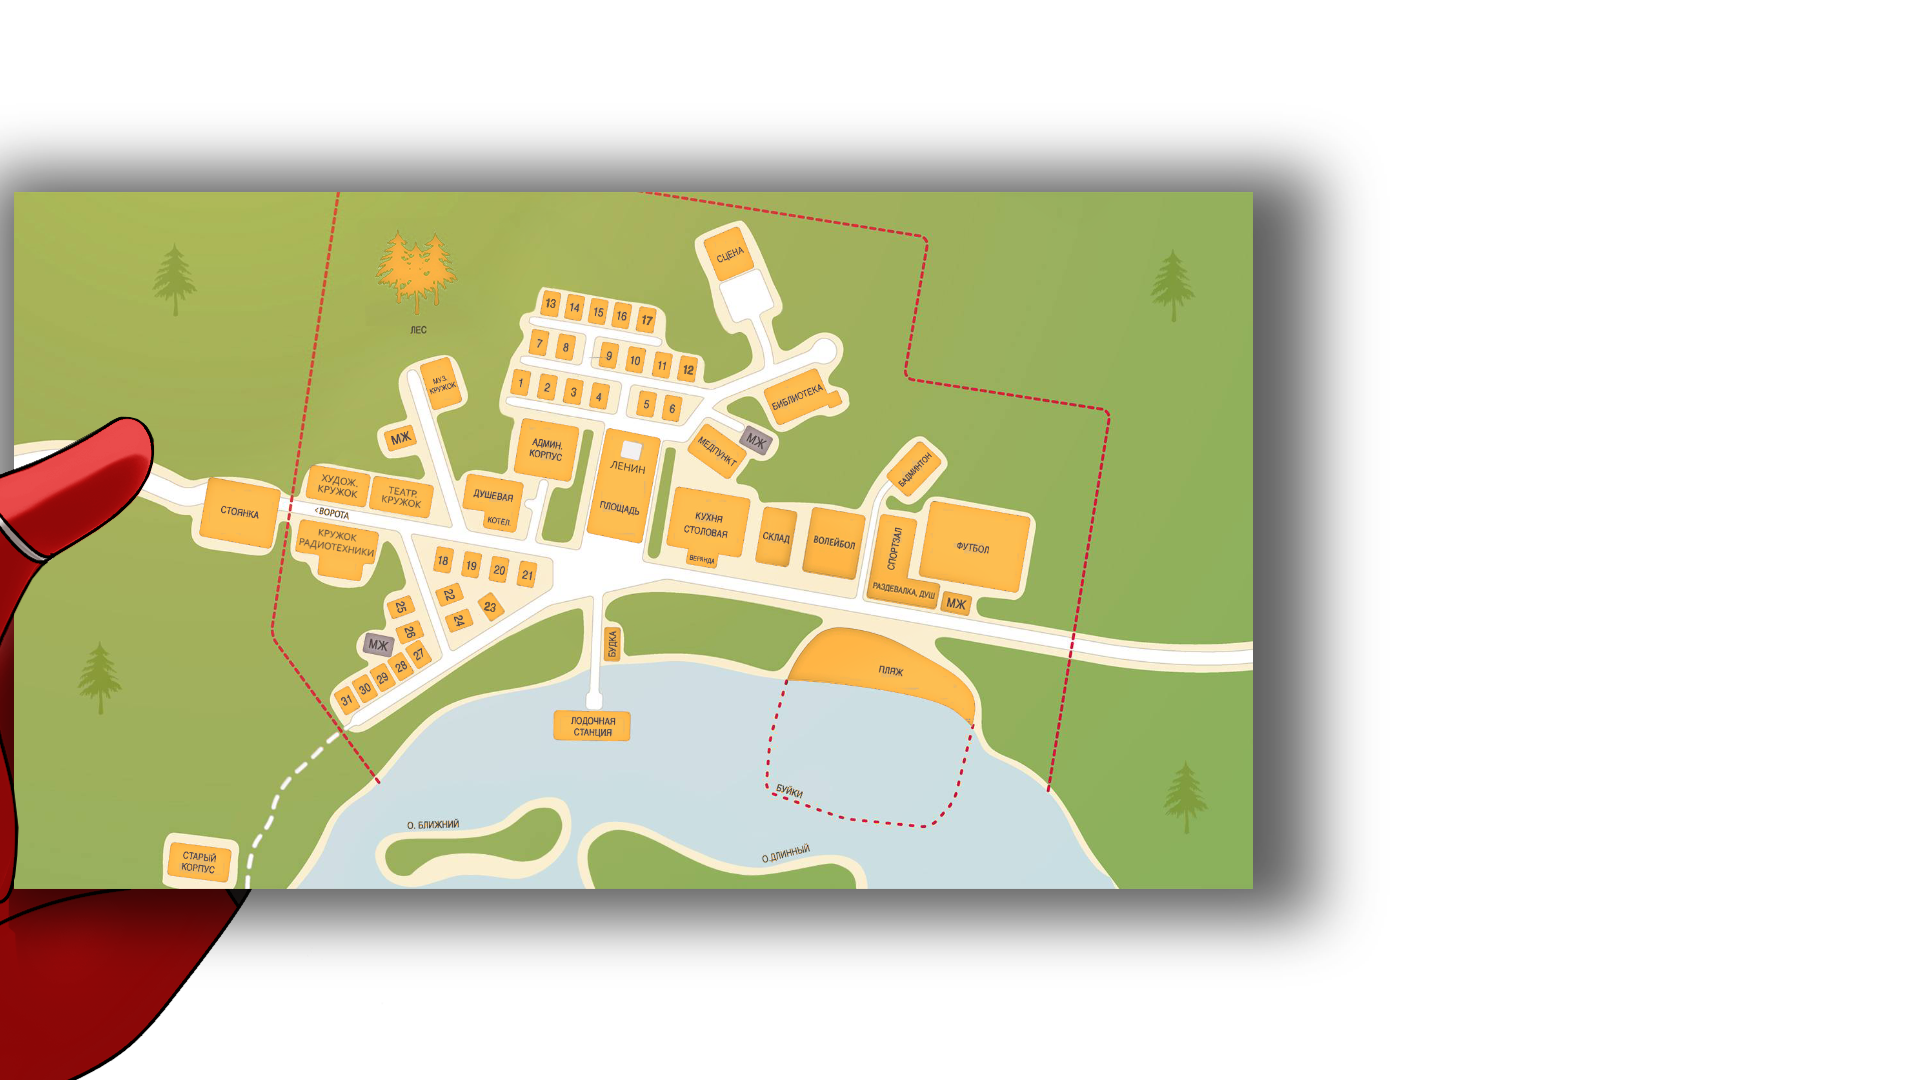 СЦЕНА
ЛЕС
13
14
15
16
17
7
8
9
10
11
12
1
2
3
4
5
6
МУЗ.
КРУЖОК
БИБЛИОТЕКА
МЖ
МЖ
АДМИН.
КОРПУС
МЕДПУНКТ
ЛЕНИН
ПЛОЩАДЬ
БАДМИНТОН
ХУДОЖ.
КРУЖОК
ТЕАТР.
КРУЖОК
ДУШЕВАЯ
КОТЕЛ.
СТОЯНКА
<ВОРОТА
КРУЖОК
РАДИОТЕХНИКИ
КУХНЯ
СТОЛОВАЯ
ВЕРАНДА
СКЛАД
ВОЛЕЙБОЛ
СПОРТЗАЛ
ФУТБОЛ
РАЗДЕВАЛКА, ДУШ
МЖ
18
19
20
21
22
23
24
25
26
МЖ
27
28
29
30
31
БУДКА
ПЛЯЖ
ЛОДОЧНАЯ
СТАНЦИЯ
БУЙКИ
О. БЛИЖНИЙ
О.ДЛИННЫЙ
СТАРЫЙ
КОРПУС